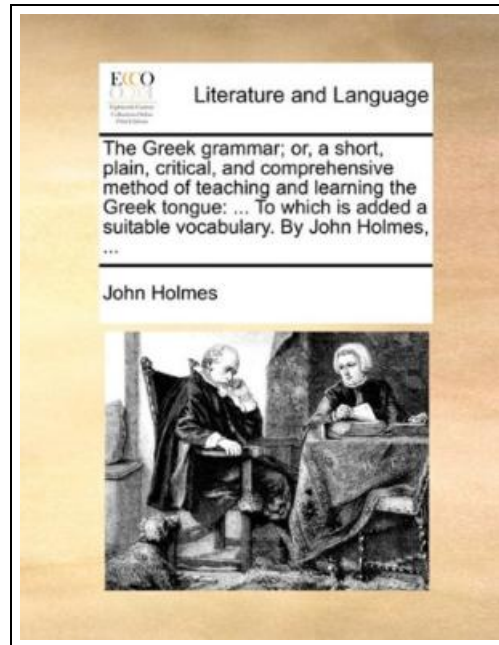 ECCO
Literature and Language
The Greek grammar; or, a short,
plain, critical, and comprehensive
method of teaching and learning the
Greek tongue: ... To which is added a
suitable vocabulary. By John Holmes,
...
John Holmes